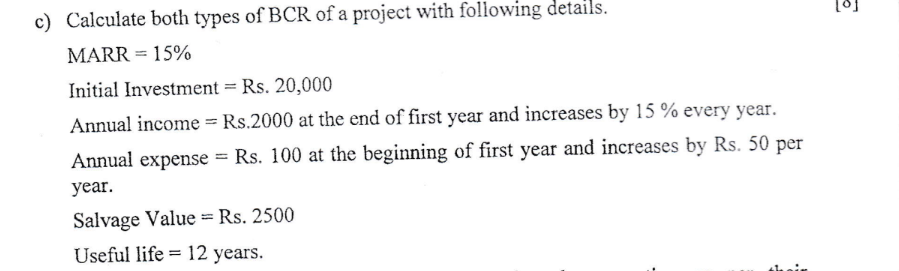 c) Calculate both types of BCR of a project with following details. [8]
MARR = 15%
Initial Investment = Rs. 20,000
Annual income = Rs.2000 at the end of first year and increases by 15 % every year.
Annual expense = Rs. 100 at the beginning of first year and increases by Rs. 50 per
year.
Salvage Value = Rs. 2500
Useful life = 12 years.
their